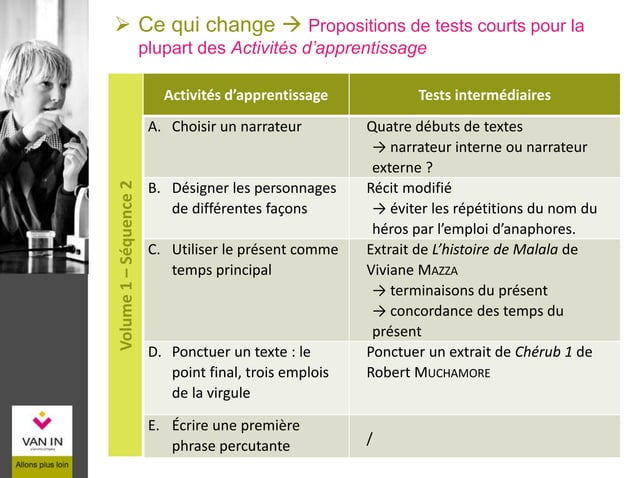 ➢ Ce qui change → Propositions de tests courts pour la
plupart des Activités d’apprentissage
Volume 1 – Séquence 2
Activités d’apprentissage
Tests intermédiaires
A. Choisir un narrateur
Quatre débuts de textes
→ narrateur interne ou narrateur
externe ?
B. Désigner les personnages
de différentes façons
Récit modifié
→ éviter les répétitions du nom du
héros par l’emploi d’anaphores.
C. Utiliser le présent comme
temps principal
Extrait de L’histoire de Malala de
Viviane MAZZA
→ terminaisons du présent
→ concordance des temps du
présent
D. Ponctuer un texte : le
point final, trois emplois
de la virgule
Ponctuer un extrait de Chérub 1 de
Robert MUCHAMORE
E. Écrire une première
phrase percutante
/
VAN IN
Allons plus loin